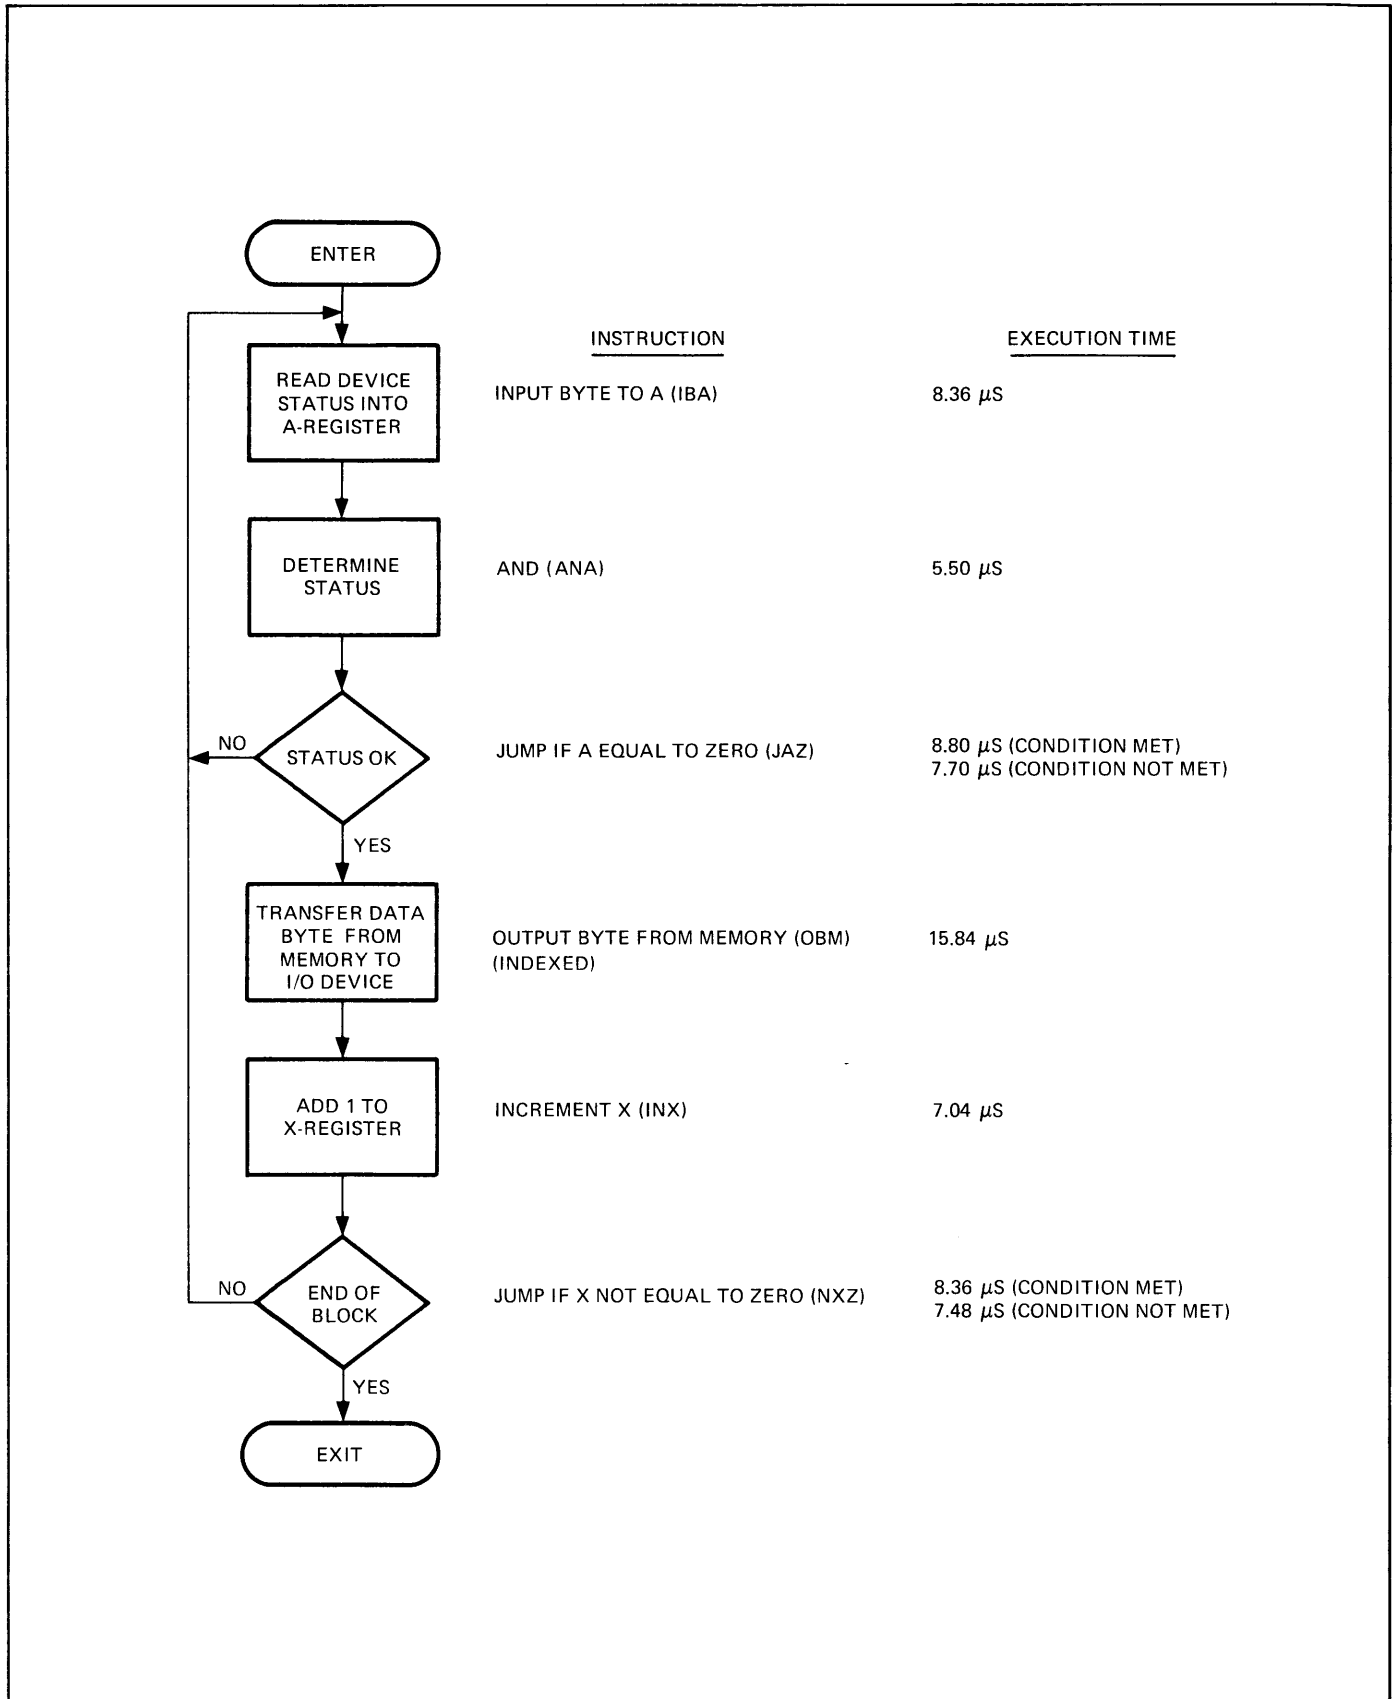 ENTER
INSTRUCTION
EXECUTION TIME
READ DEVICE
STATUS INTO
A-REGISTER
INPUT BYTE TO A (IBA)
8.36 μS
DETERMINE
STATUS
AND (ANA)
5.50 μS
NO
STATUS OK
JUMP IF A EQUAL TO ZERO (JAZ)
8.80 μS (CONDITION MET)
7.70 μS (CONDITION NOT MET)
YES
TRANSFER DATA
BYTE FROM
MEMORY TO
I/O DEVICE
OUTPUT BYTE FROM MEMORY (OBM)
(INDEXED)
15.84 μS
ADD 1 TO
X-REGISTER
INCREMENT X (INX)
7.04 μS
NO
END OF
BLOCK
JUMP IF X NOT EQUAL TO ZERO (NXZ)
8.36 μS (CONDITION MET)
7.48 μS (CONDITION NOT MET)
YES
EXIT